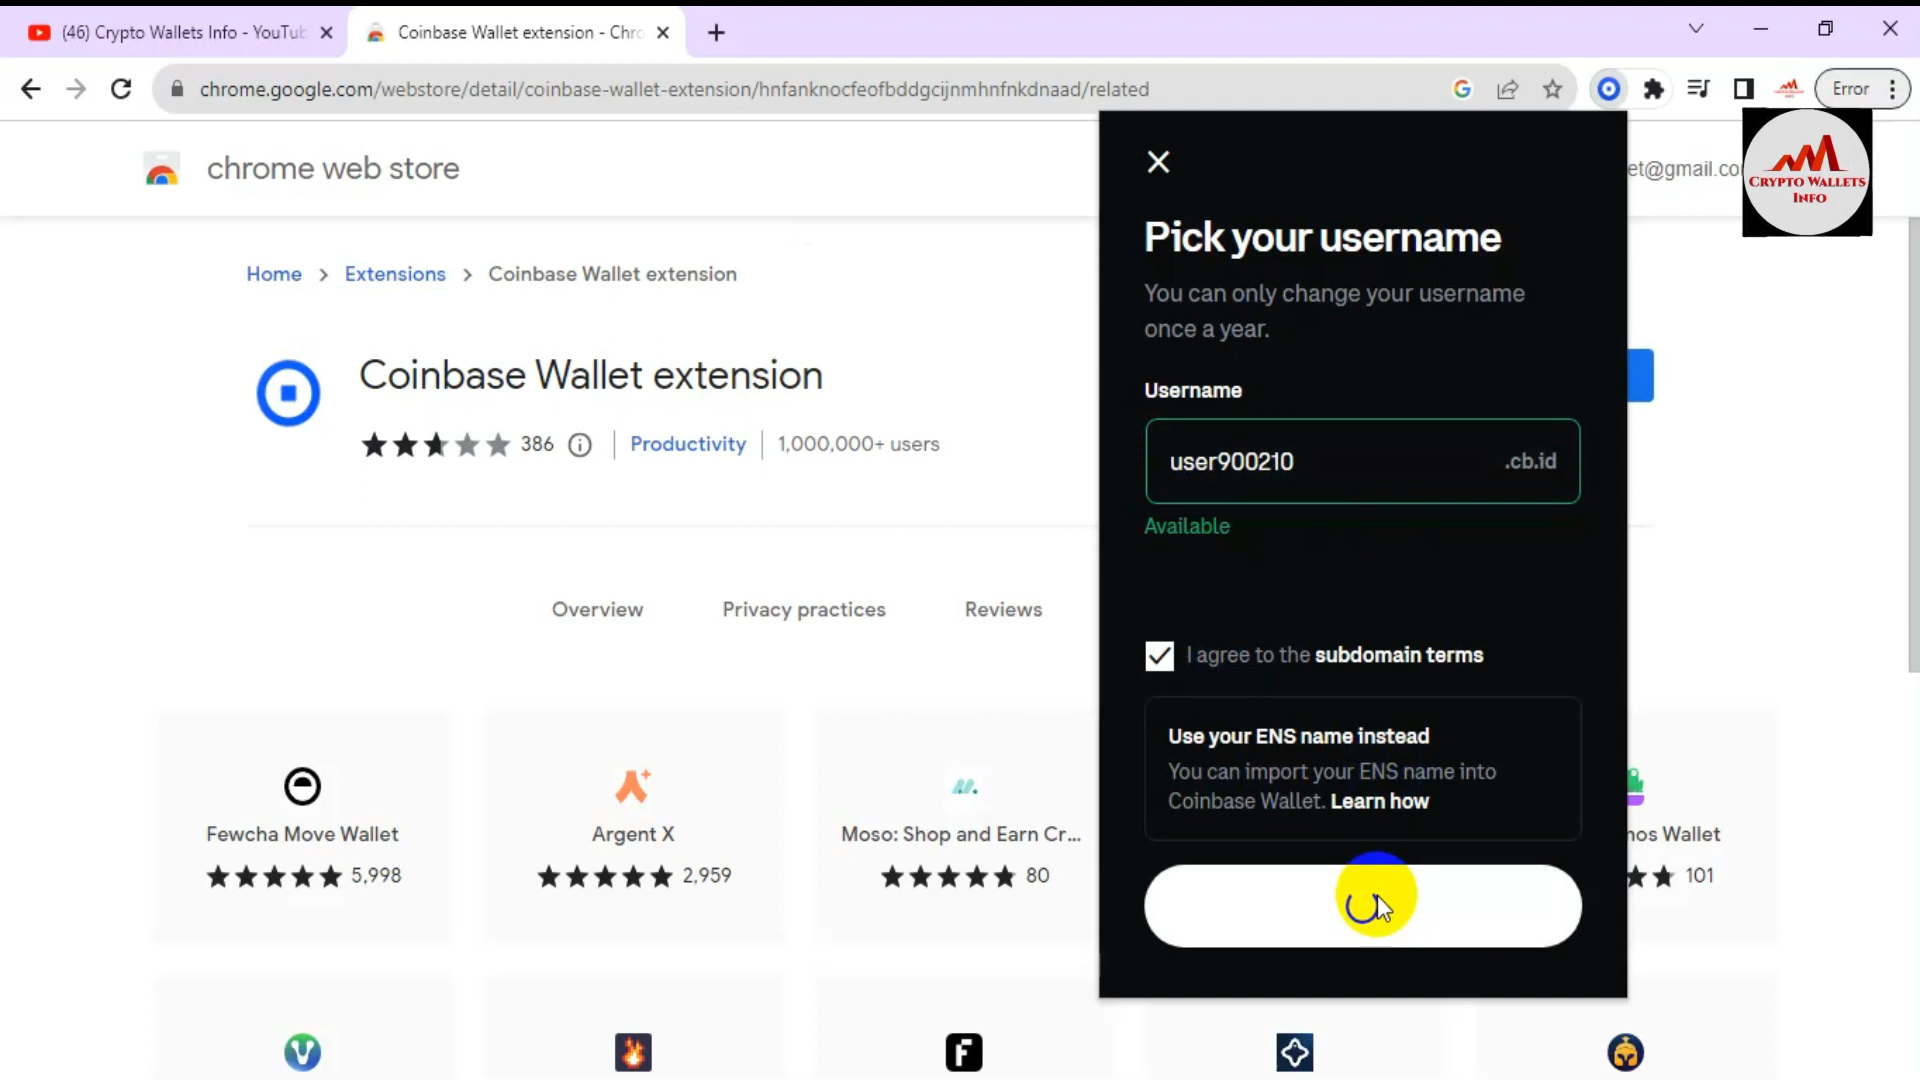 (46) Crypto Wallets Info - YouTub
Coinbase Wallet extension - Chro
chrome.google.com/webstore/detail/coinbase-wallet-extension/hnfanknocfeofbddgcijnmhnfnkdnaad/related
Error
chrome web store
et@gmail.co
CRYPTO WALLETS
INFO
Home > Extensions > Coinbase Wallet extension
Coinbase Wallet extension
386
Productivity
1,000,000+ users
Overview
Privacy practices
Reviews
Pick your username
You can only change your username
once a year.
Username
user900210
.cb.id
Available
I agree to the subdomain terms
Use your ENS name instead
You can import your ENS name into
Coinbase Wallet. Learn how
Fewcha Move Wallet
5,998
Argent X
2,959
Moso: Shop and Earn Cr...
80
nos Wallet
101